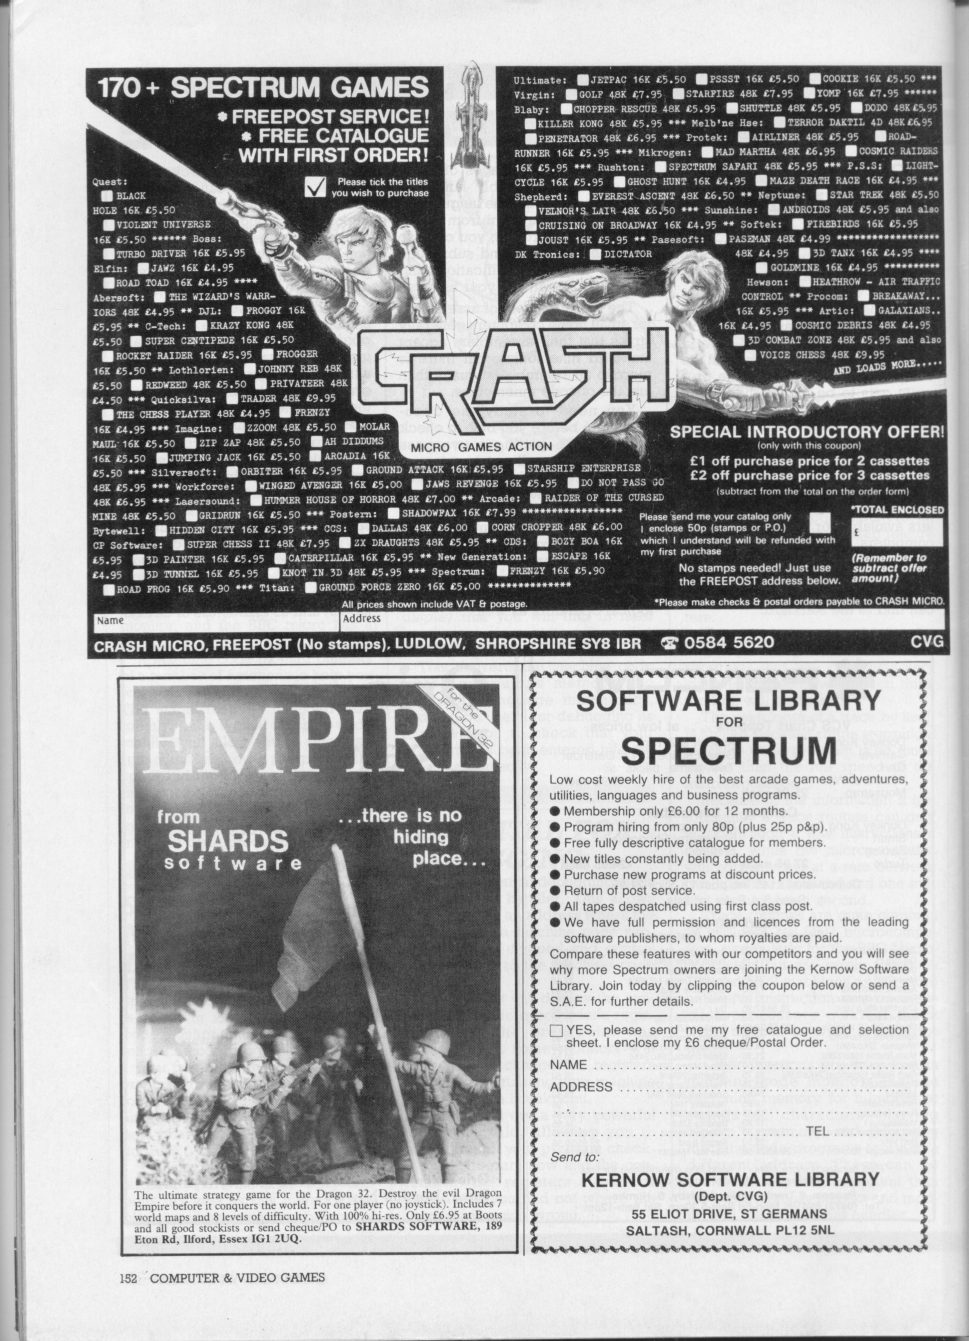 170+ SPECTRUM GAMES
* FREEPOST SERVICE!
* FREE CATALOGUE
WITH FIRST ORDER!
Please tick the titles
you wish to purchase
Quest:
BLACK
HOLE 16K £5.50
VIOLENT UNIVERSE
16K £5.50 ****** Boss:
TURBO DRIVER 16K £5.95
Elfin: JAWZ 16K £4.95
ROAD TOAD 16K £4.95 ****
Abersoft: THE WIZARD'S WARR-
IORS 48K £4.95 ** DJL: FROGGY 16K
£5.95 ** C-Tech: KRAZY KONG 48K
£5.50 SUPER CENTIPEDE 16K £5.50
ROCKET RAIDER 16K £5.95 FROGGER
16K £5.50 ** Lothlorien: JOHNNY REB 48K
£5.50 REDWEED 48K £5.50 PRIVATEER 48K
£4.50 *** Quicksilva: TRADER 48K £9.95
THE CHESS PLAYER 48K £4.95 FRENZY
16K £4.95 *** Imagine: ZZOOM 48K £5.50 MOLAR
MAUL 16K £5.50 ZIP ZAP 48K £5.50 AH DIDDUMS
16K £5.50 JUMPING JACK 16K £5.50 ARCADIA 16K
£5.50 *** Silversoft: ORBITER 16K £5.95 GROUND ATTACK 16K £5.95 STARSHIP ENTERPRISE
48K £5.95 *** Workforce: WINGED AVENGER 16K £5.00 JAWS REVENGE 16K £5.95 DO NOT PASS GO
48K £6.95 *** Lasersound: HUMMER HOUSE OF HORROR 48K £7.00 ** Arcade: RAIDER OF THE CURSED
MINE 48K £5.50 GRIDRUN 16K £5.50 *** Postern: SHADOWFAX 16K £7.99 *****************
Bytewell: HIDDEN CITY 16K £5.95 *** CCS: DALLAS 48K £6.00 CORN CROPPER 48K £6.00
CP Software: SUPER CHESS II 48K £7.95 ZX DRAUGHTS 48K £5.95 ** CDS: BOZY BOA 16K
£5.95 3D PAINTER 16K £5.95 CATERPILLAR 16K £5.95 ** New Generation: ESCAPE 16K
£4.95 3D TUNNEL 16K £5.95 KNOT IN 3D 48K £5.95 *** Spectrum: FRENZY 16K £5.90
ROAD FROG 16K £5.90 *** Titan: GROUND FORCE ZERO 16K £5.00 **************
Ultimate: JETPAC 16K £5.50 PSSST 16K £5.50 COOKIE 16K £5.50 ***
Virgin: GOLF 48K £7.95 STARFIRE 48K £7.95 YOMP 16K £7.95 ******
Blaby: CHOPPER RESCUE 48K £5.95 SHUTTLE 48K £5.95 DODO 48K £5.95
KILLER KONG 48K £5.95 *** Melb'ne Hse: TERROR DAKTIL 4D 48K £6.95
PENETRATOR 48K £6.95 *** Protek: AIRLINER 48K £5.95 ROAD-
RUNNER 16K £5.95 *** Mikrogen: MAD MARTHA 48K £6.95 COSMIC RAIDERS
16K £5.95 *** Rushton: SPECTRUM SAFARI 48K £5.95 *** P.S.S: LIGHT-
CYCLE 16K £5.95 GHOST HUNT 16K £4.95 MAZE DEATH RACE 16K £4.95 ***
Shepherd: EVEREST ASCENT 48K £6.50 ** Neptune: STAR TREK 48K £5.50
VELNOR'S LAIR 48K £6.50 *** Sunshine: ANDROIDS 48K £5.95 and also
CRUISING ON BROADWAY 16K £4.95 ** Softek: FIREBIRDS 16K £5.95
JOUST 16K £5.95 ** Pasesoft: PASEMAN 48K £4.99 *****************
DK Tronics: DICTATOR 48K £4.95 3D TANX 16K £4.95 ****
GOLDMINE 16K £4.95 **********
Hewson: HEATHROW - AIR TRAFFIC
CONTROL ** Procom: BREAKAWAY...
16K £5.95 *** Artic: GALAXIANS..
16K £4.95 COSMIC DEBRIS 48K £4.95
3D COMBAT ZONE 48K £5.95 and also
VOICE CHESS 48K £9.95
AND LOADS MORE.....
CRASH
MICRO GAMES ACTION
SPECIAL INTRODUCTORY OFFER!
(only with this coupon)
£1 off purchase price for 2 cassettes
£2 off purchase price for 3 cassettes
(subtract from the total on the order form)
Please send me your catalog only
I enclose 50p (stamps or P.O.)
which I understand will be refunded with
my first purchase
*TOTAL ENCLOSED
£
(Remember to
subtract offer
amount)
No stamps needed! Just use
the FREEPOST address below.
All prices shown include VAT & postage.
*Please make checks & postal orders payable to CRASH MICRO.
Name
Address
CRASH MICRO, FREEPOST (No stamps), LUDLOW, SHROPSHIRE SY8 IBR ☎ 0584 5620 CVG
for the
DRAGON 32
EMPIRE
from
SHARDS
software
...there is no
hiding
place...
The ultimate strategy game for the Dragon 32. Destroy the evil Dragon
Empire before it conquers the world. For one player (no joystick). Includes 7
world maps and 8 levels of difficulty. With 100% hi-res. Only £6.95 at Boots
and all good stockists or send cheque/PO to SHARDS SOFTWARE, 189
Eton Rd, Ilford, Essex IG1 2UQ.
SOFTWARE LIBRARY
FOR
SPECTRUM
Low cost weekly hire of the best arcade games, adventures,
utilities, languages and business programs.
● Membership only £6.00 for 12 months.
● Program hiring from only 80p (plus 25p p&p).
● Free fully descriptive catalogue for members.
● New titles constantly being added.
● Purchase new programs at discount prices.
● Return of post service.
● All tapes despatched using first class post.
● We have full permission and licences from the leading
software publishers, to whom royalties are paid.
Compare these features with our competitors and you will see
why more Spectrum owners are joining the Kernow Software
Library. Join today by clipping the coupon below or send a
S.A.E. for further details.
YES, please send me my free catalogue and selection
sheet. I enclose my £6 cheque/Postal Order.
NAME
ADDRESS
TEL
Send to:
KERNOW SOFTWARE LIBRARY
(Dept. CVG)
55 ELIOT DRIVE, ST GERMANS
SALTASH, CORNWALL PL12 5NL
152 COMPUTER & VIDEO GAMES